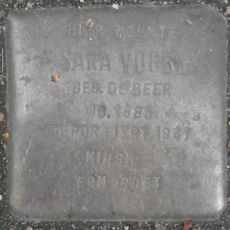 HIER WOHNTE
SARA VOGEL
GEB. DE BEER
JG. 1885
DEPORTIERT 1941
MINSK
ERMORDET